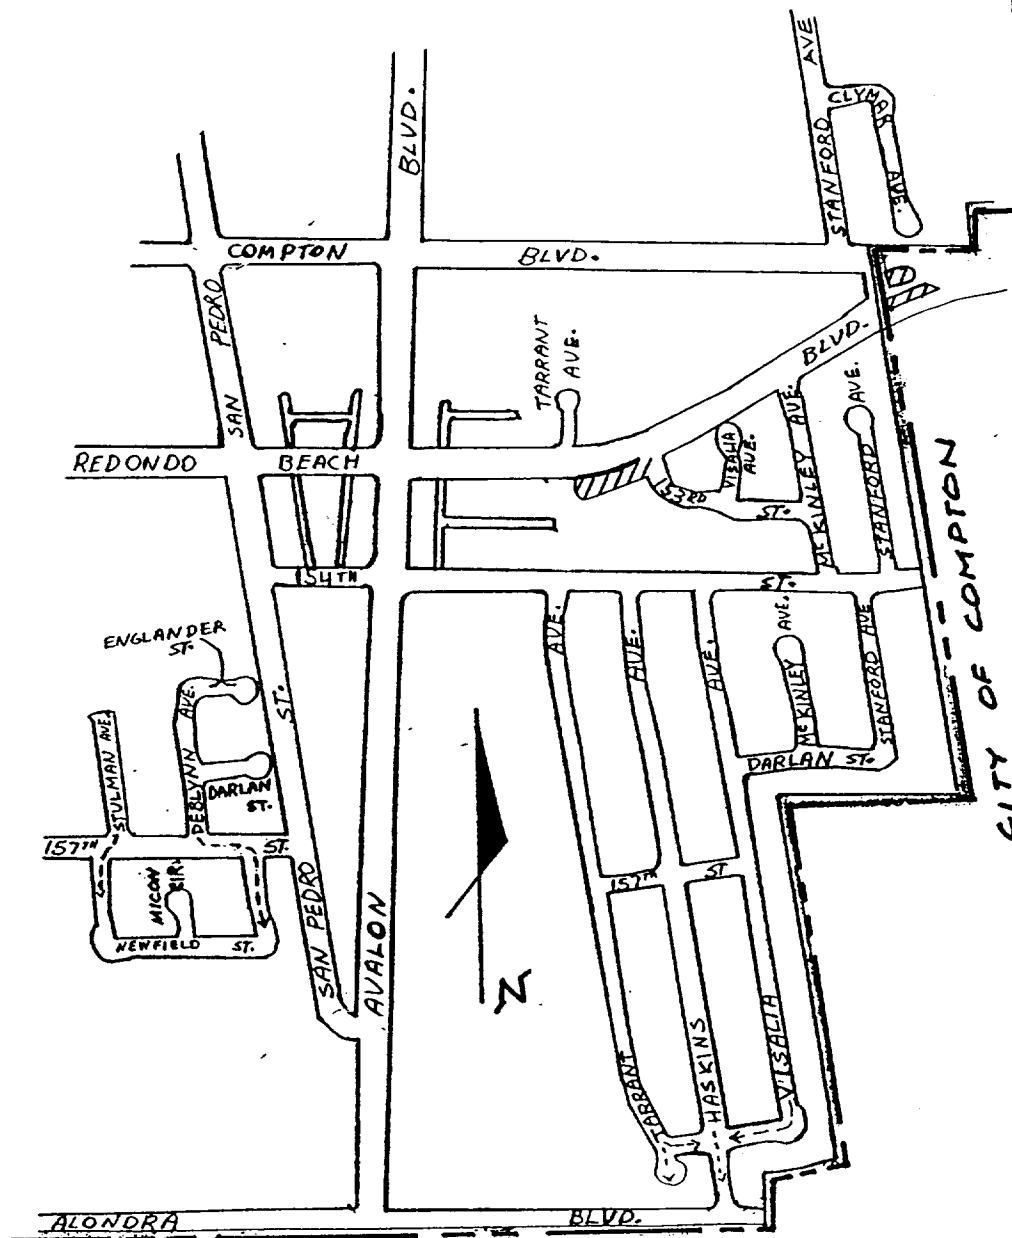 AVE
CLYMAR AVE.
STANFORD
BLVD.
COMPTON BLVD.
SAN PEDRO
TARRANT
AVE.
BLVD.
REDONDO BEACH
VISALIA
AVE.
153RD ST.
McKINLEY AVE.
STANFORD AVE.
154TH ST.
CITY OF COMPTON
ENGLANDER
ST.
AVE.
AVE.
AVE.
McKINLEY AVE.
STANFORD AVE
STULMAN AVE.
DEBLYNN AVE.
DARLAN
ST.
ST.
DARLAN ST.
157TH ST.
MICON
KIR.
NEWFIELD ST.
SAN PEDRO
AVALON
157TH ST
N
TARRANT
HASKINS
VISALIA
ALONDRA BLVD.